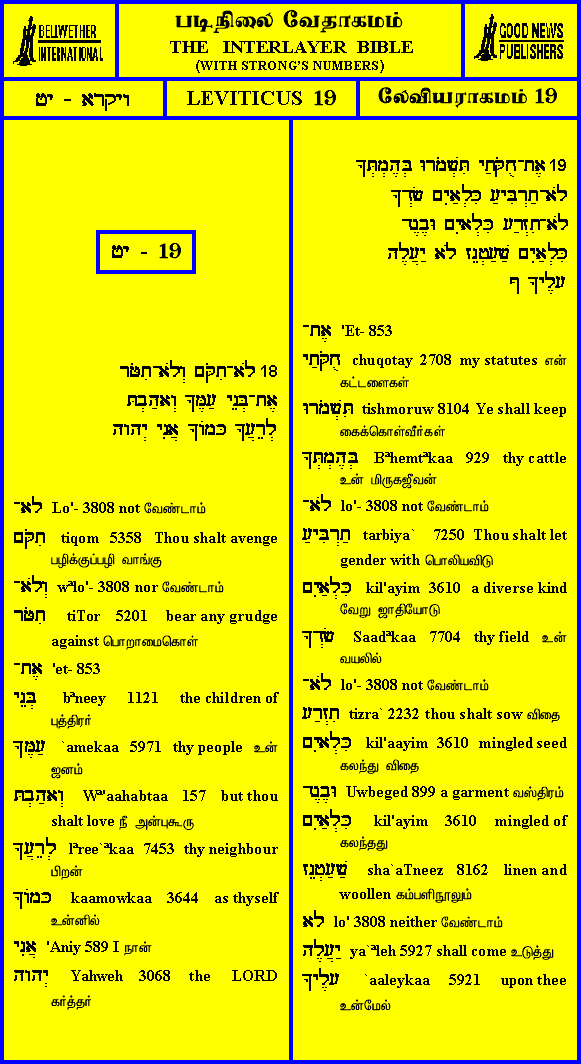 BELLWETHER
INTERNATIONAL
படிநிலை வேதாகமம்
THE INTERLAYER BIBLE
(WITH STRONG'S NUMBERS)
GOOD NEWS
PUBLISHERS
ויקרא - יט
LEVITICUS 19
லேவியராகமம் 19
יט - 19
18 לֹא־תִקֹּם וְלֹא־תִטֹּר
אֶת־בְּנֵי עַמֶּךָ וְאָהַבְתָּ
לְרֵעֲךָ כָּמוֹךָ אֲנִי יְהוָה
לֹא־ Lo'- 3808 not வேண்டாம்
תִקֹּם tiqom 5358 Thou shalt avenge
பழிக்குப்பழி வாங்கு
וְלֹא־ wªlo'- 3808 nor வேண்டாம்
תִטֹּר tiTor 5201 bear any grudge
against பொறாமைகொள்
אֶת־ 'et- 853
בְּנֵי bªneey 1121 the children of
புத்திரர்
עַמֶּךָ `amekaa 5971 thy people உன்
ஜனம்
וְאָהַבְתָּ Wª'aahabtaa 157 but thou
shalt love நீ அன்புகூரு
לְרֵעֲךָ lªree`ªkaa 7453 thy neighbour
பிறன்
כָּמוֹךָ kaamowkaa 3644 as thyself
உன்னில்
אֲנִי 'Aniy 589 I நான்
יְהוָה Yahweh 3068 the LORD
கர்த்தர்
19 אֶת־חֻקֹּתַי תִּשְׁמֹרוּ בְּהֶמְתְּךָ
לֹא־תַרְבִּיעַ כִּלְאַיִם שָׂדְךָ
לֹא־תִזְרַע כִּלְאָיִם וּבֶגֶד־
כִּלְאַיִם שַׁעַטְנֵז לֹא יַעֲלֶה
עָלֶיךָ ף
אֶת־ 'Et- 853
חֻקֹּתַי chuqotay 2708 my statutes என்
கட்டளைகள்
תִּשְׁמֹרוּ tishmoruw 8104 Ye shall keep
கைக்கொள்வீர்கள்
בְּהֶמְתְּךָ Bªhemtªkaa 929 thy cattle
உன் மிருகஜீவன்
לֹא־ lo'- 3808 not வேண்டாம்
תַרְבִּיעַ tarbiya` 7250 Thou shalt let
gender with பொலியவிடு
כִּלְאַיִם kil'ayim 3610 a diverse kind
வேறு ஜாதியோடு
שָׂדְךָ Saadªkaa 7704 thy field உன்
வயலில்
לֹא־ lo'- 3808 not வேண்டாம்
תִזְרַע tizra` 2232 thou shalt sow விதை
כִּלְאָיִם kil'aayim 3610 mingled seed
கலந்து விதை
וּבֶגֶד־ Uwbeged 899 a garment வஸ்திரம்
כִּלְאַיִם kil'ayim 3610 mingled of
கலந்தது
שַׁעַטְנֵז sha`aTneez 8162 linen and
woollen கம்பளிநூலும்
לֹא lo' 3808 neither வேண்டாம்
יַעֲלֶה ya`ªleh 5927 shall come உடுத்து
עָלֶיךָ `aaleykaa 5921 upon thee
உன்மேல்